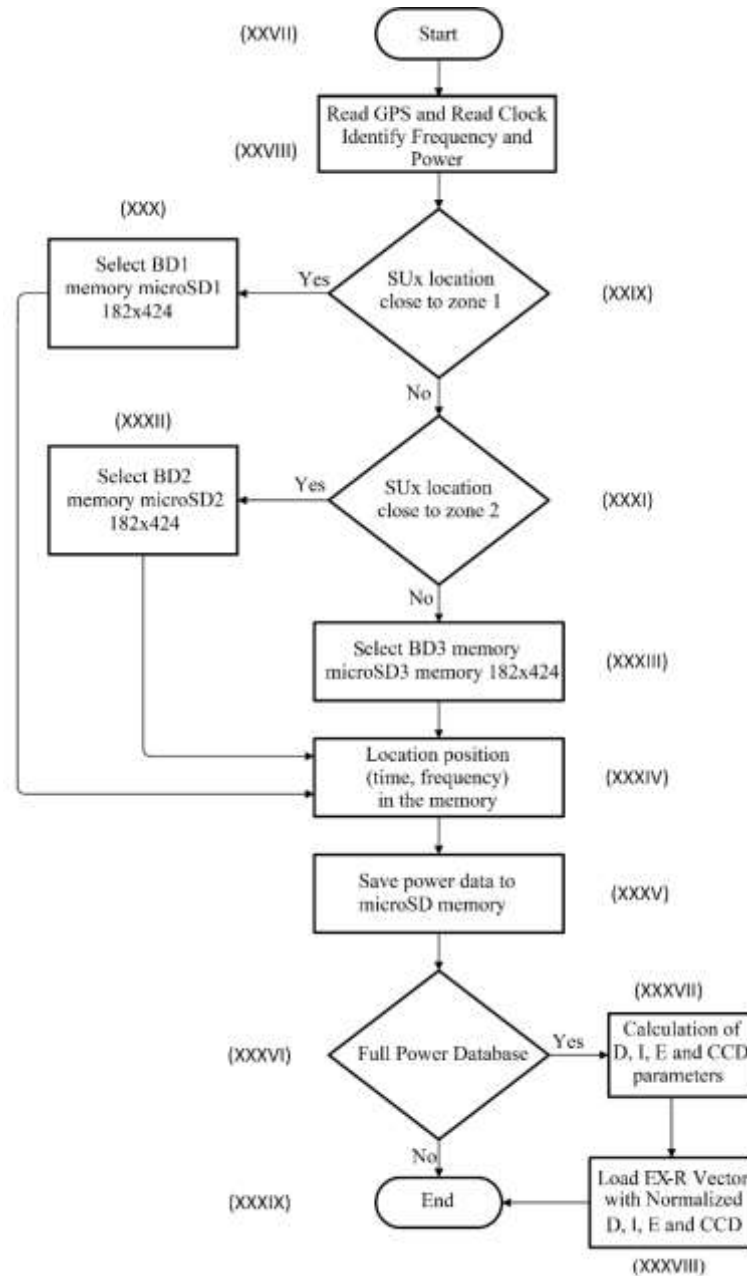 (XXVII)
Start
Read GPS and Read Clock
Identify Frequency and
Power
(XXVIII)
(XXX)
Select BD1
memory microSD1
182x424
Yes
SUx location
close to zone 1
(XXIX)
No
(XXXII)
Select BD2
memory microSD2
182x424
Yes
SUx location
close to zone 2
(XXXI)
No
Select BD3 memory
microSD3 memory 182x424
(XXXIII)
Location position
(time, frequency)
in the memory
(XXXIV)
Save power data to
microSD memory
(XXXV)
(XXXVI)
Full Power Database
Yes
(XXXVII)
Calculation of
D, I, E and CCD
parameters
No
(XXXIX)
End
Load EX-R Vector
with Normalized
D, I, E and CCD
(XXXVIII)